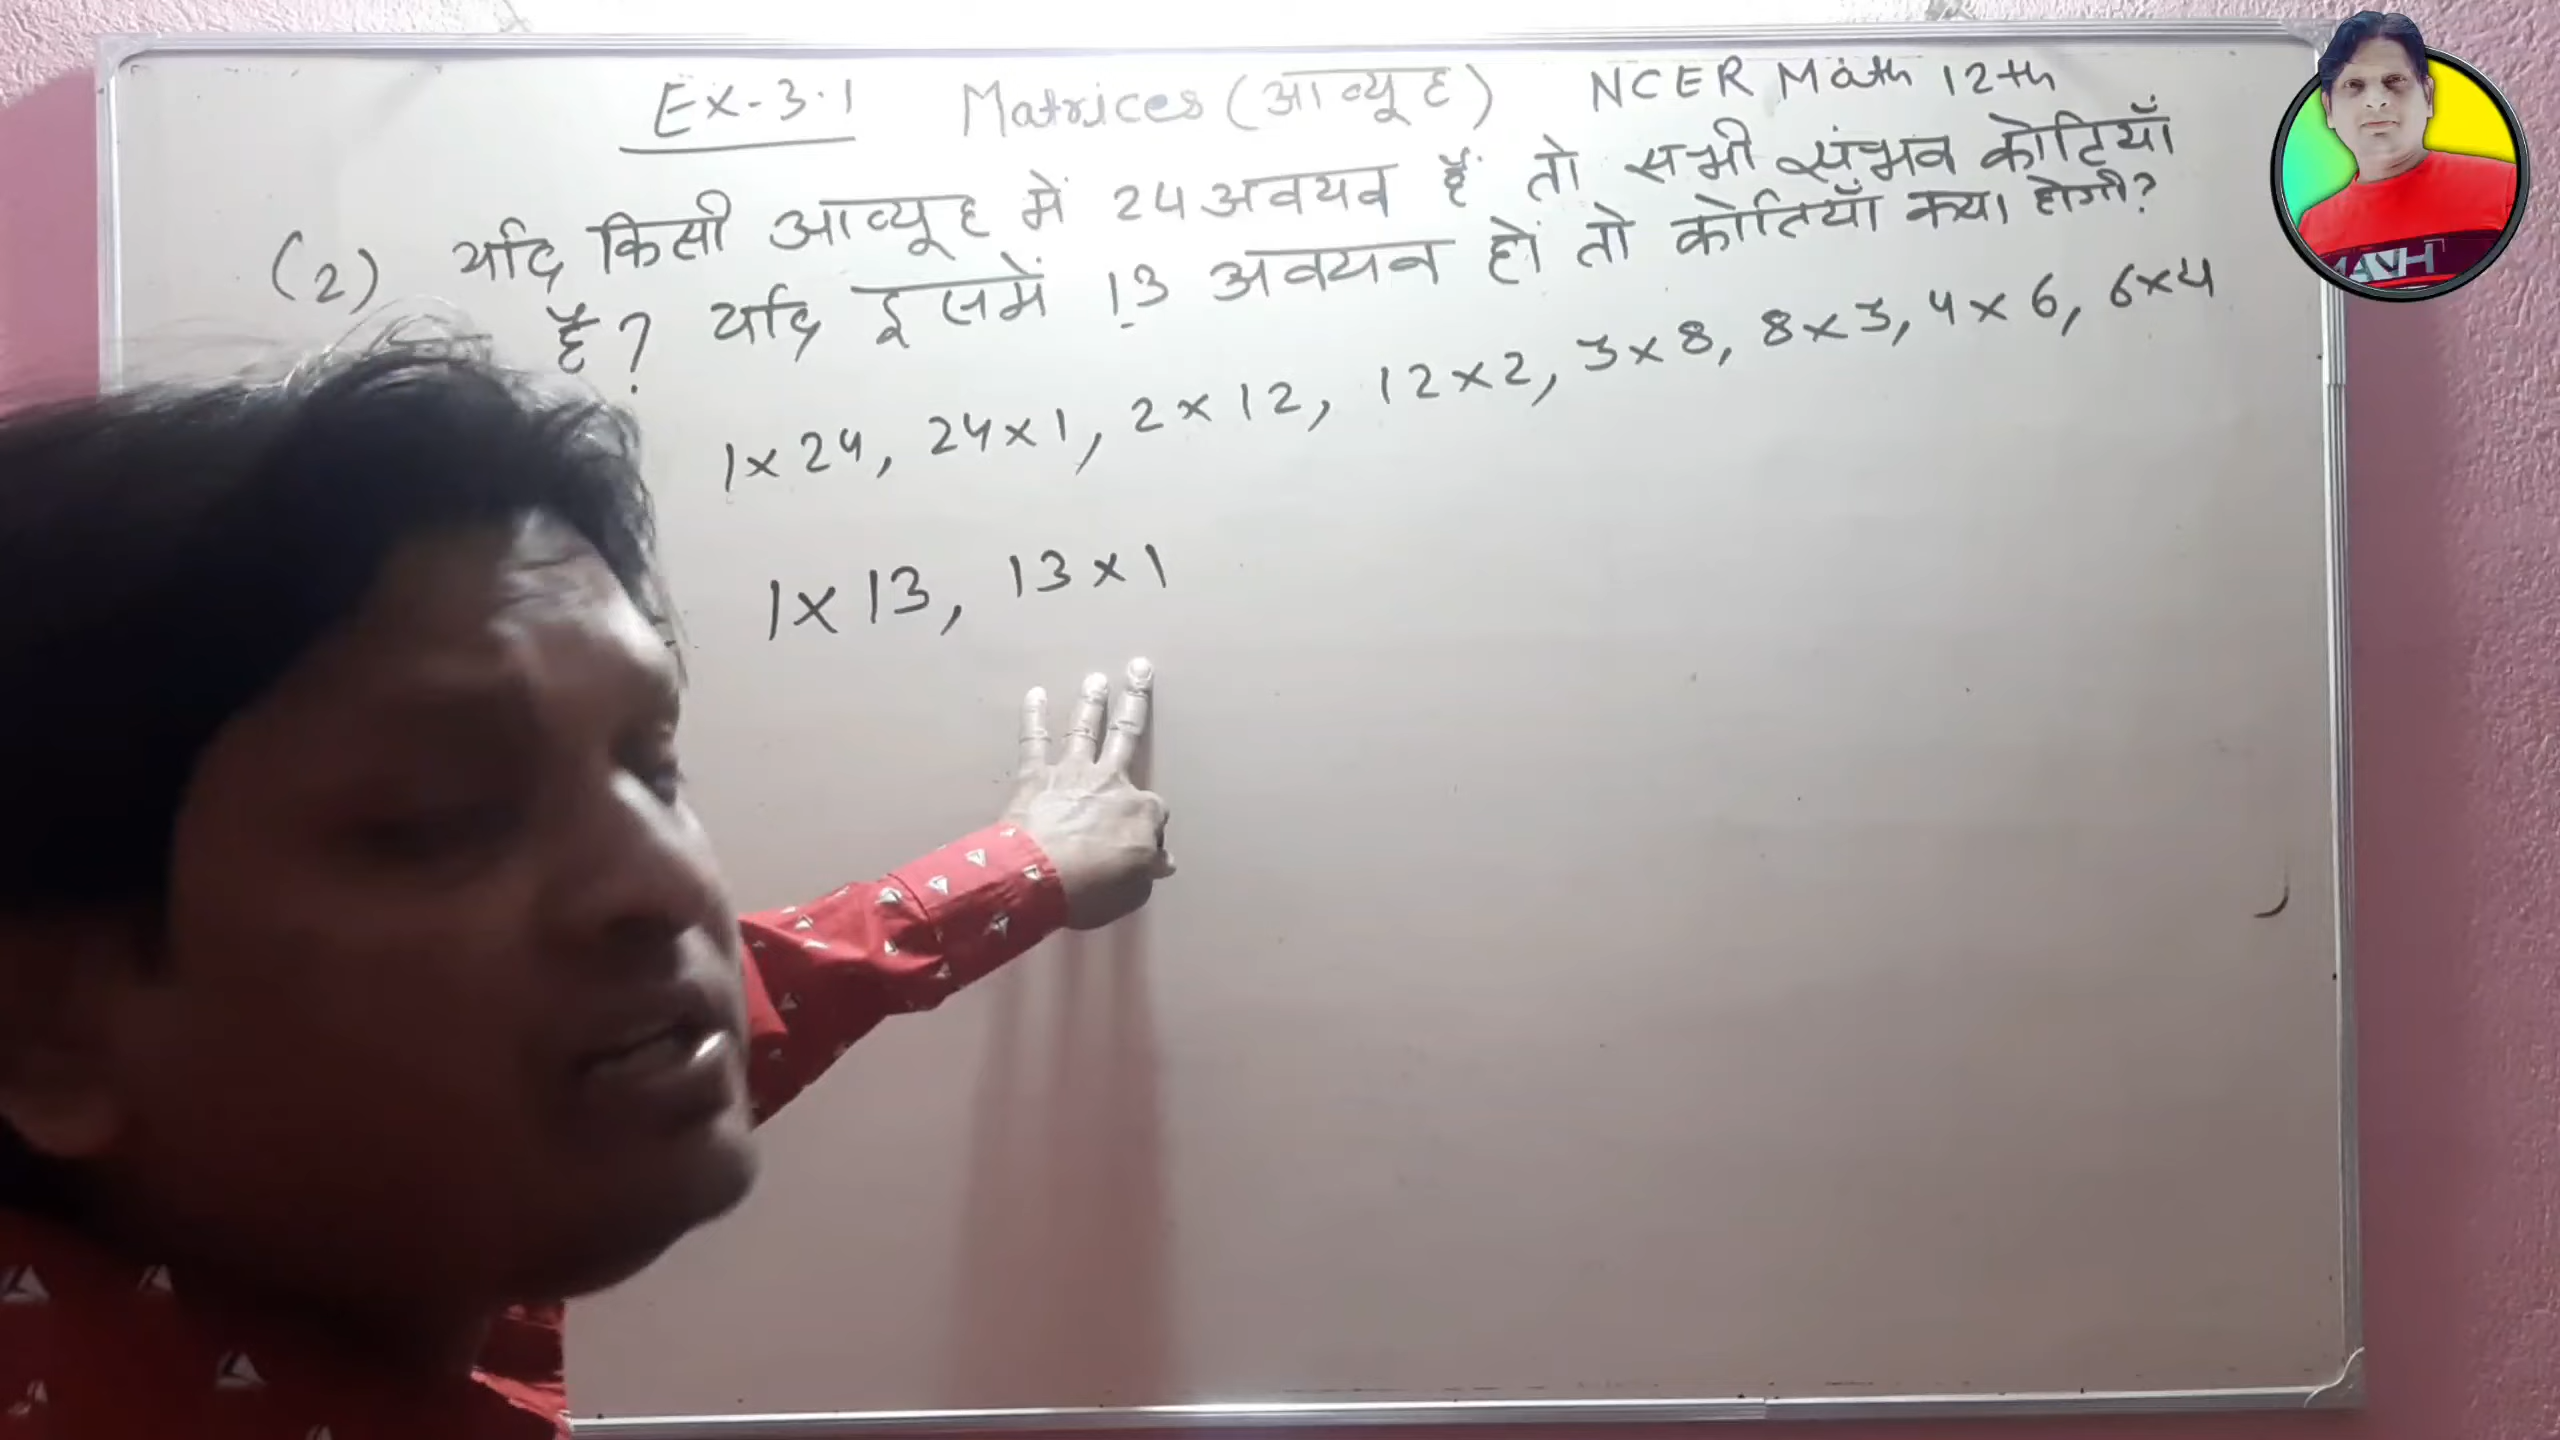 Ex-3.1 Matrices (आव्यूह) NCER Math 12th
(2) यदि किसी आव्यूह में 24 अवयव हैं तो सभी संभव कोटियाँ
है? यदि इसमें 13 अवयव हों तो कोतियाँ क्या होगी?
1×24, 24×1, 2×12, 12×2, 3×8, 8×3, 4×6, 6×4
1×13, 13×1